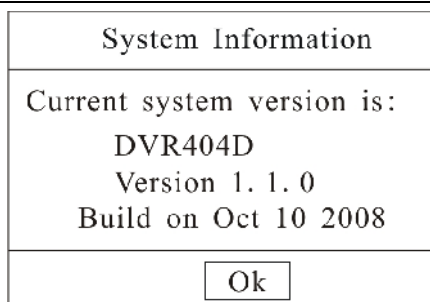 System Information
Current system version is:
DVR404D
Version 1. 1. 0
Build on Oct 10 2008
Ok